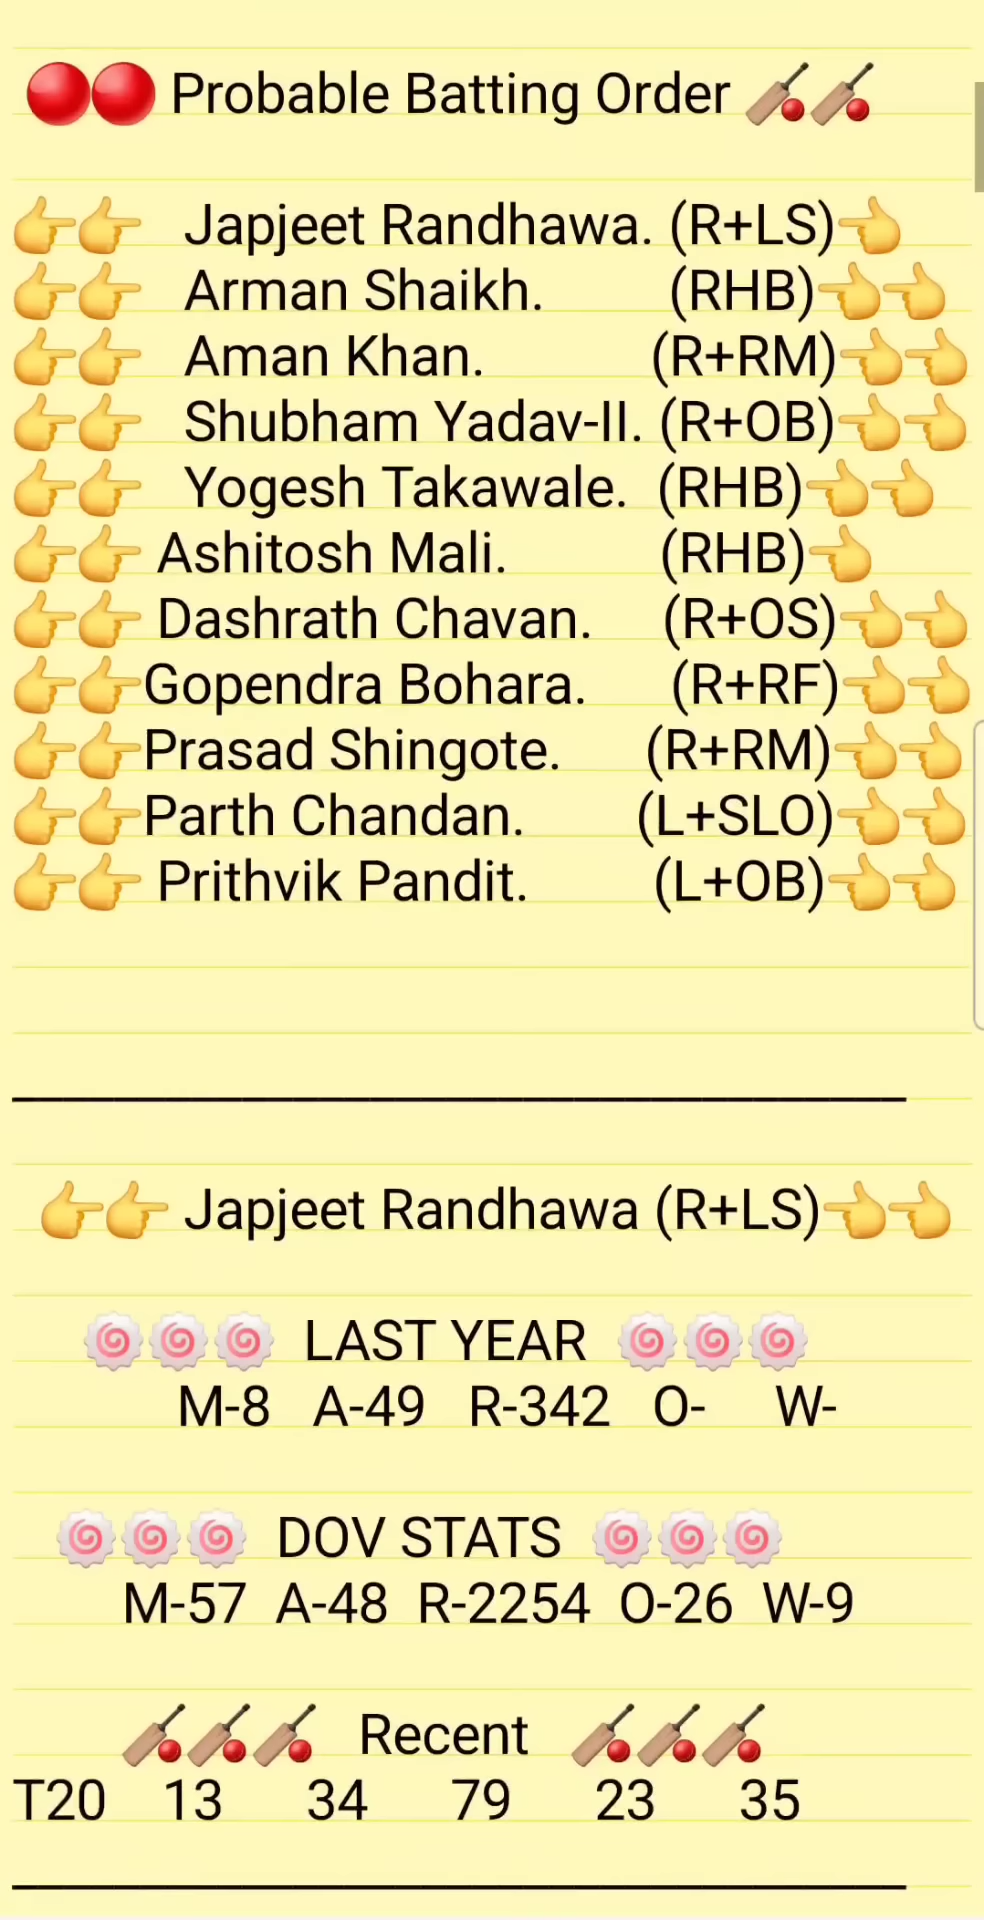 🔴🔴 Probable Batting Order 🏏🏏
👉👉 Japjeet Randhawa. (R+LS)👈
👉👉 Arman Shaikh. (RHB)👈👈
👉👉 Aman Khan. (R+RM)👈👈
👉👉 Shubham Yadav-II. (R+OB)👈👈
👉👉 Yogesh Takawale. (RHB)👈👈
👉👉 Ashitosh Mali. (RHB)👈
👉👉 Dashrath Chavan. (R+OS)👈👈
👉👉Gopendra Bohara. (R+RF)👈👈
👉👉Prasad Shingote. (R+RM)👈👈
👉👉Parth Chandan. (L+SLO)👈👈
👉👉 Prithvik Pandit. (L+OB)👈👈
👉👉 Japjeet Randhawa (R+LS)👈👈
🍥🍥🍥 LAST YEAR 🍥🍥🍥
M-8 A-49 R-342 O- W-
🍥🍥🍥 DOV STATS 🍥🍥🍥
M-57 A-48 R-2254 O-26 W-9
🏏🏏🏏 Recent 🏏🏏🏏
T20 13 34 79 23 35